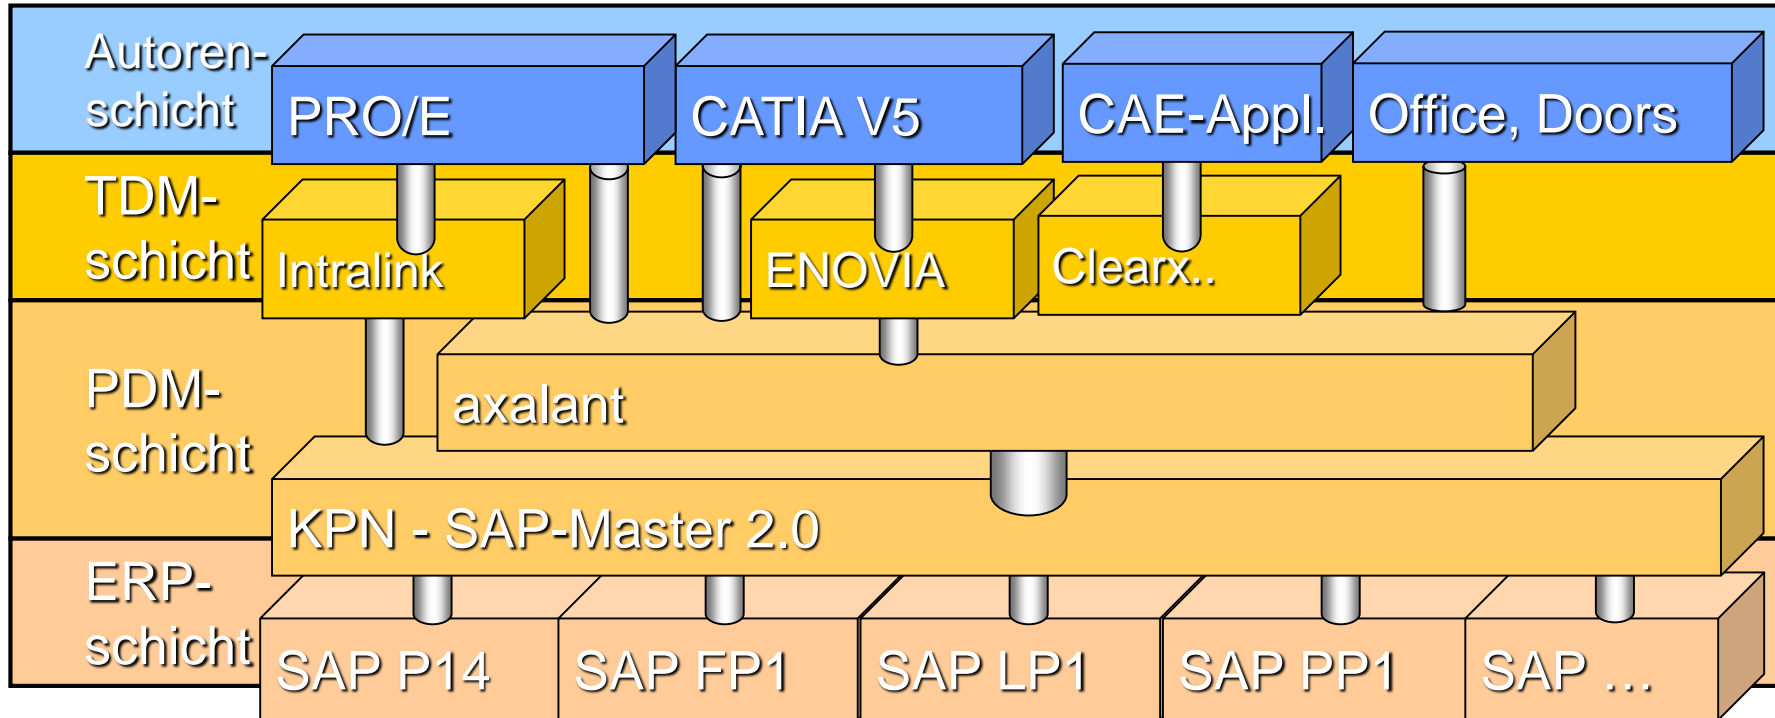 Autoren-
schicht
PRO/E
CATIA V5
CAE-Appl.
Office, Doors
TDM-
schicht
Intralink
ENOVIA
Clearx..
PDM-
schicht
axalant
KPN - SAP-Master 2.0
ERP-
schicht
SAP P14
SAP FP1
SAP LP1
SAP PP1
SAP ...